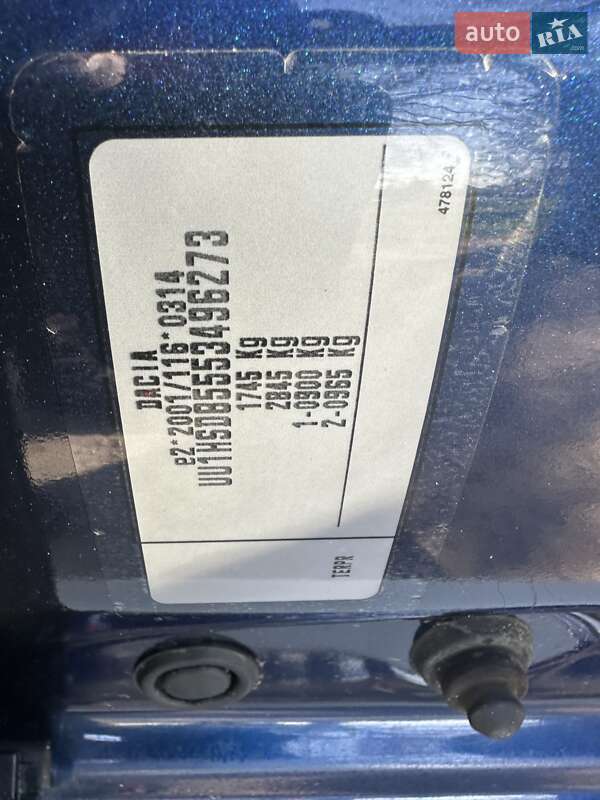 auto RIA .com
DACIA
e2*2001/116*0314
UU1HSDB5553496273
1745 Kg
2845 Kg
1-0900 Kg
2-0965 Kg
TERPR
478124